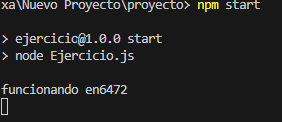 xa\Nuevo Proyecto\proyecto> npm start
> ejercicio@1.0.0 start
> node Ejercicio.js
funcionando en6472